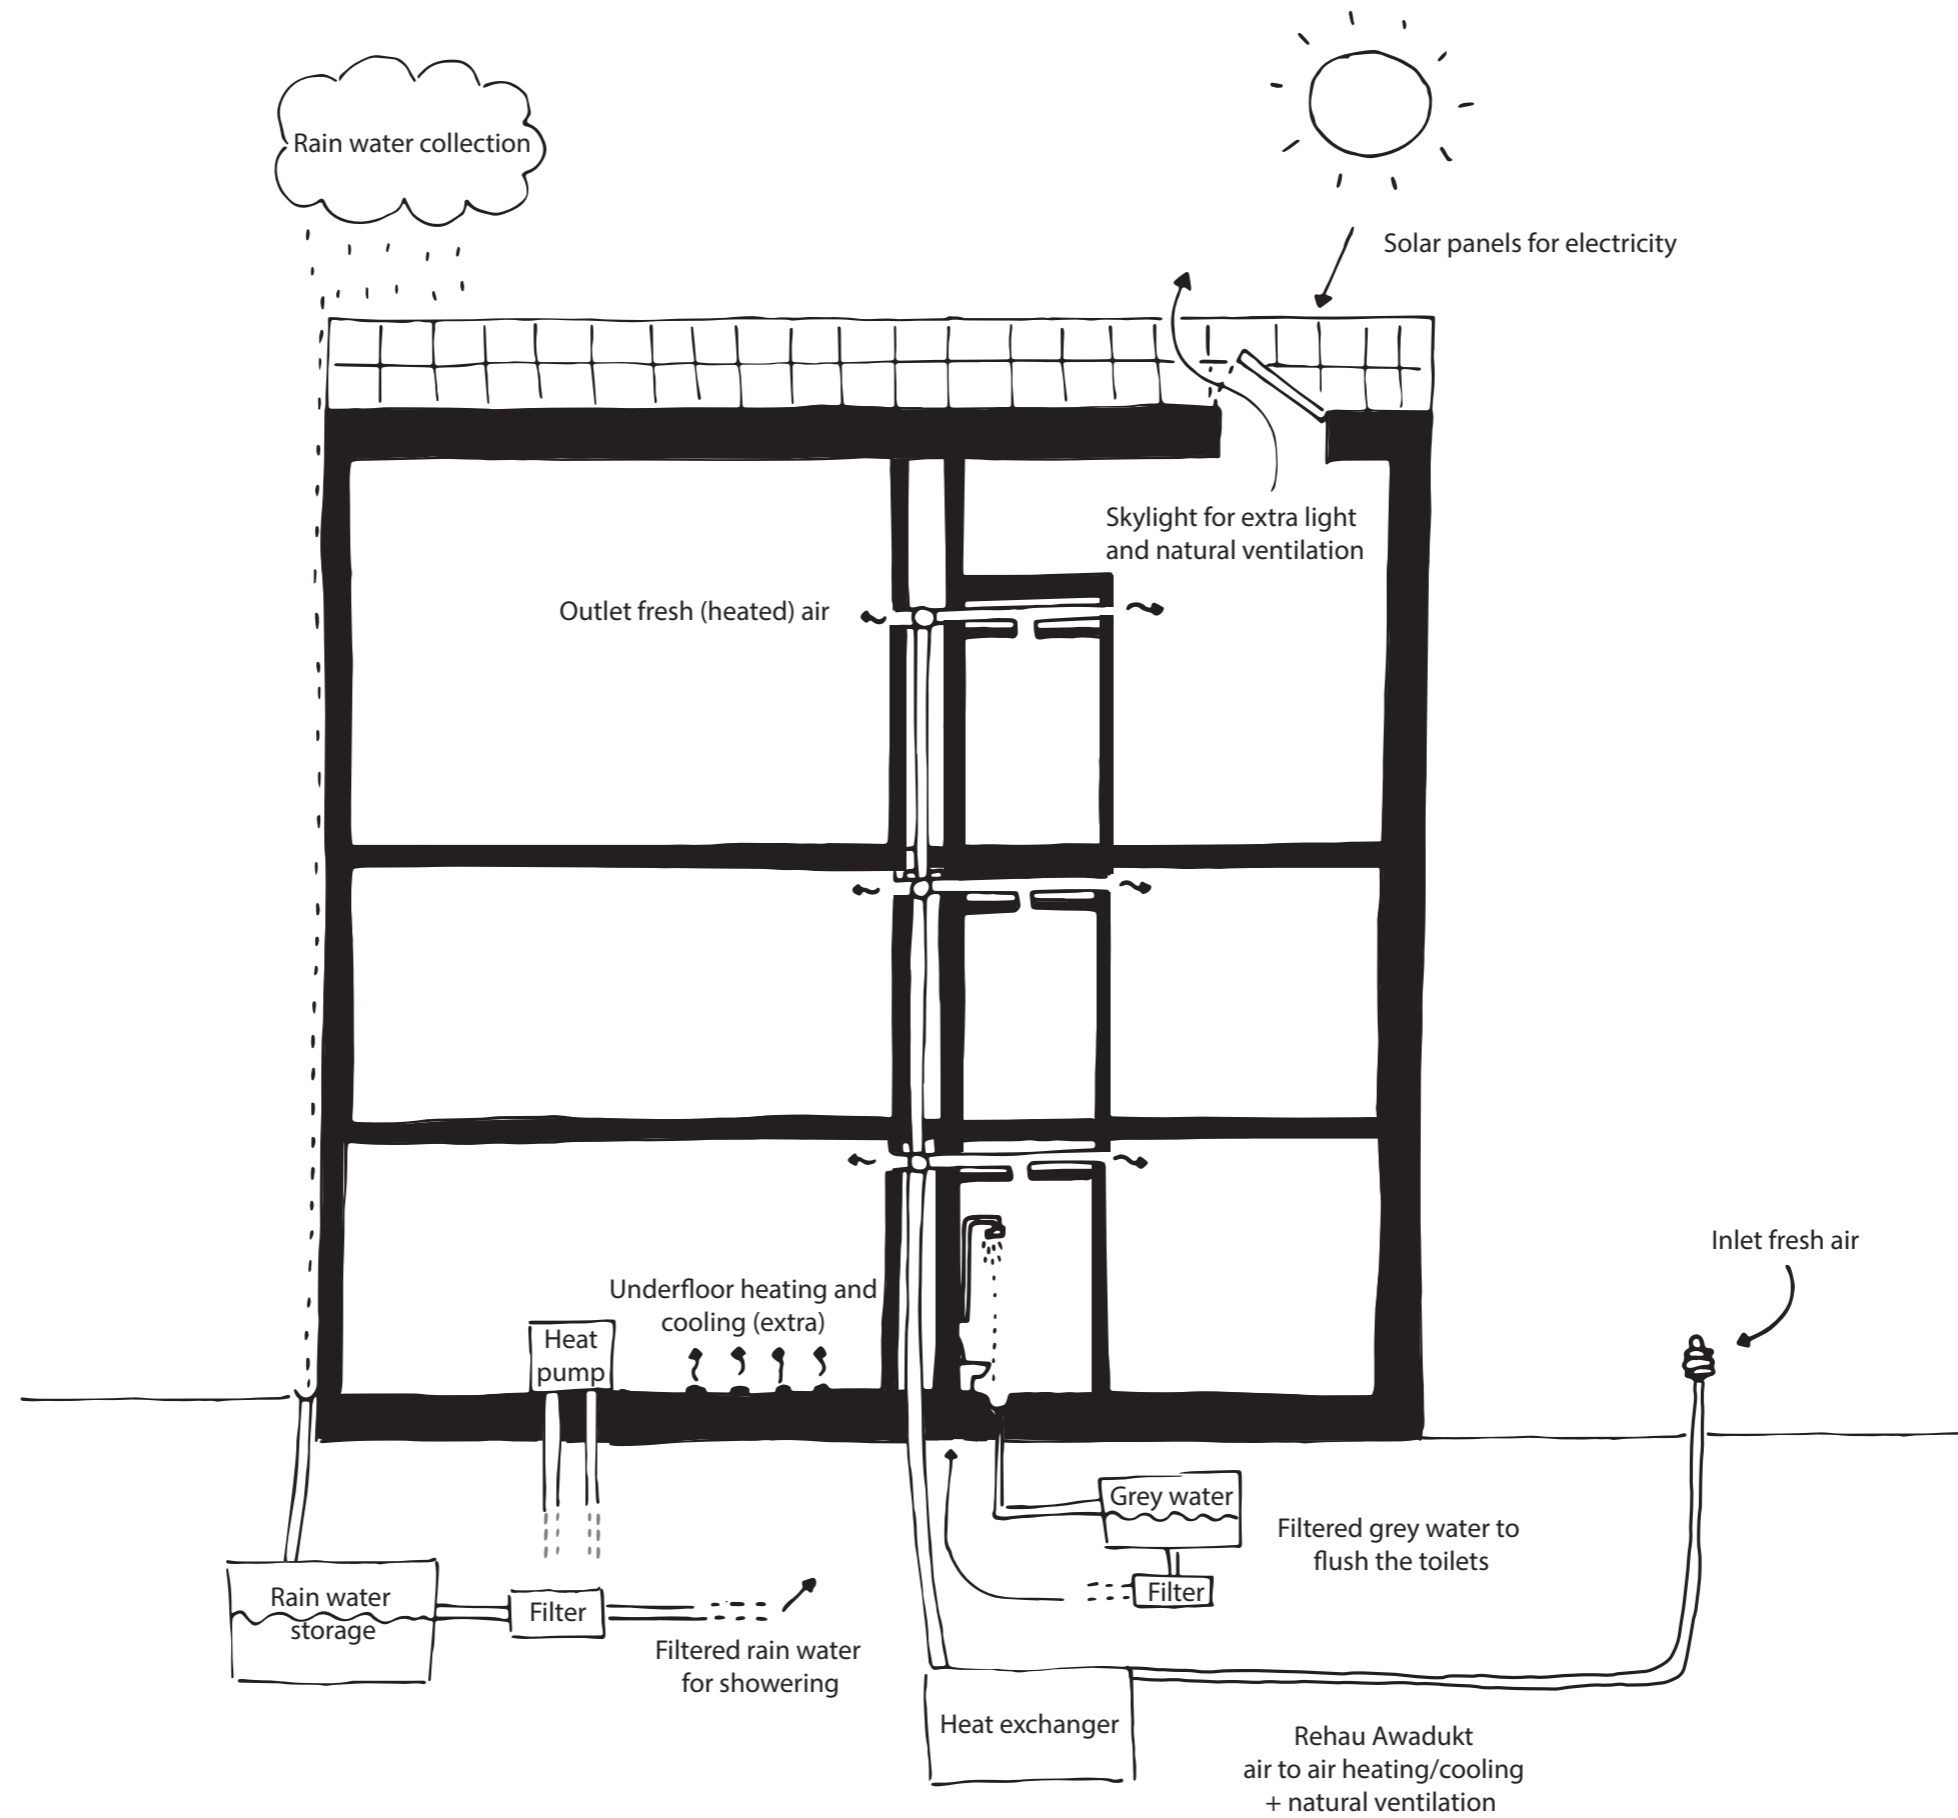 Rain water collection
Solar panels for electricity
Skylight for extra light
and natural ventilation
Outlet fresh (heated) air
Inlet fresh air
Underfloor heating and
cooling (extra)
Heat
pump
Grey water
Filtered grey water to
flush the toilets
Filter
Rain water
storage
Filter
Filtered rain water
for showering
Heat exchanger
Rehau Awadukt
air to air heating/cooling
+ natural ventilation